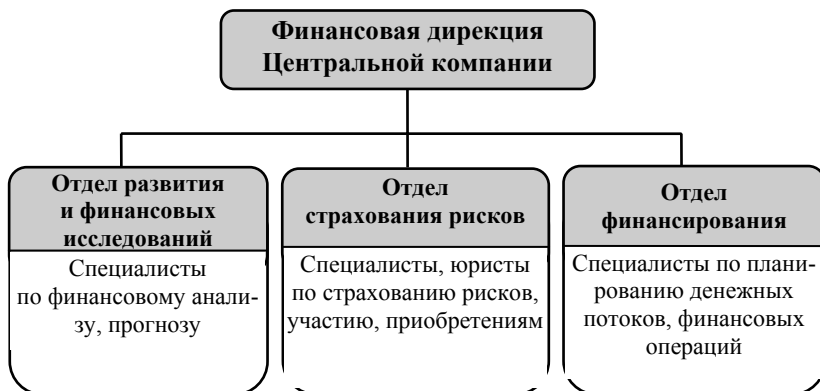 Финансовая дирекция
Центральной компании
Отдел развития
и финансовых
исследований
Специалисты
по финансовому анали-
зу, прогнозу
Отдел
страхования рисков
Специалисты, юристы
по страхованию рисков,
участию, приобретениям
Отдел
финансирования
Специалисты по плани-
рованию денежных
потоков, финансовых
операций